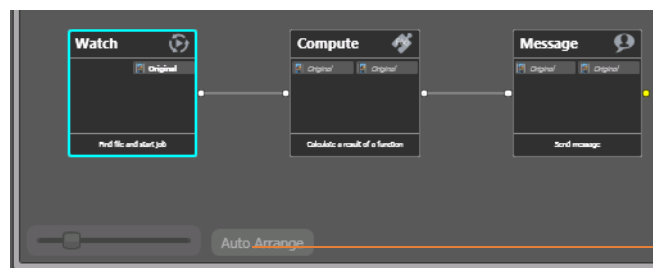 Watch
Compute
Message
Original
Original
Original
Original
Original
Find file and start job
Calculate a result of a function
Send message
Auto Arrange